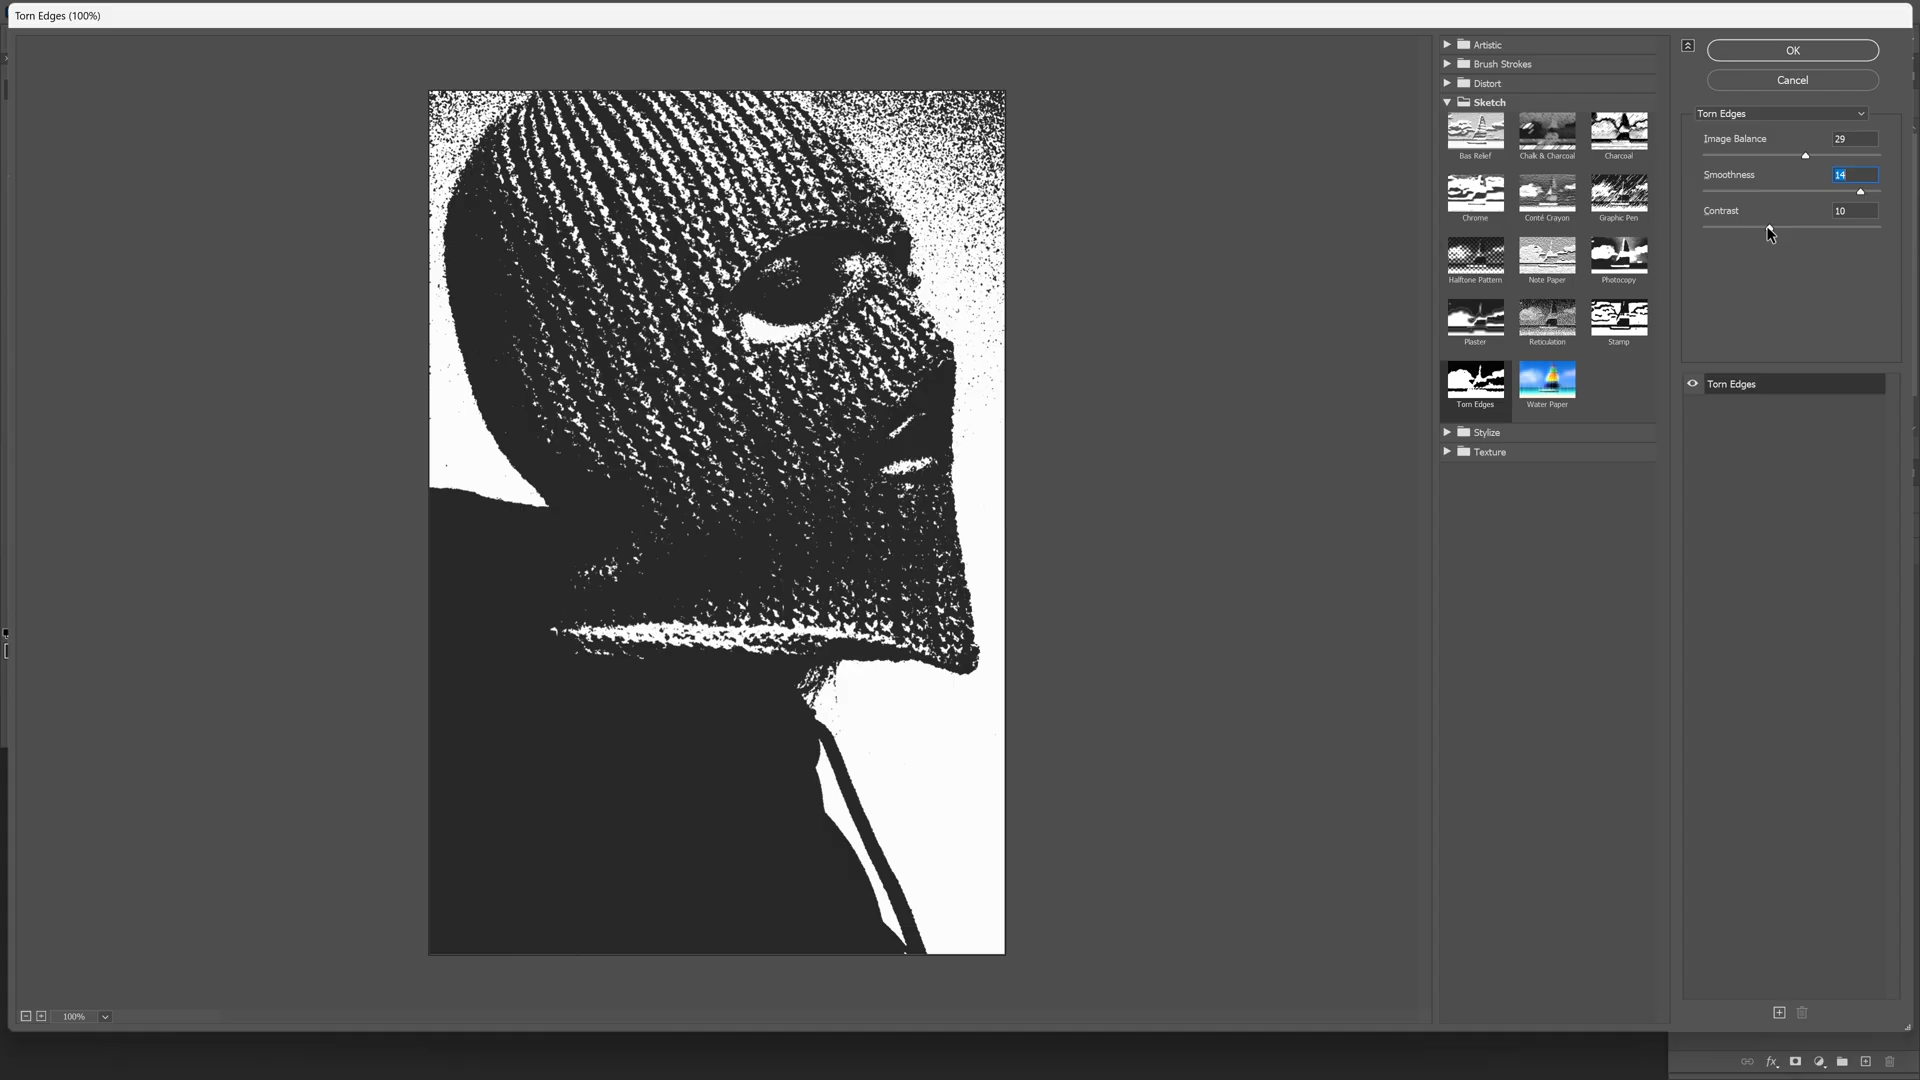 Torn Edges (100%)
Artistic
Brush Strokes
Distort
Sketch
Bas Relief
Chalk & Charcoal
Charcoal
Chrome
Conté Crayon
Graphic Pen
Halftone Pattern
Note Paper
Photocopy
Plaster
Reticulation
Stamp
Torn Edges
Water Paper
Stylize
Texture
OK
Cancel
Torn Edges
Image Balance 29
Smoothness 14
Contrast 10
Torn Edges
100%
fx